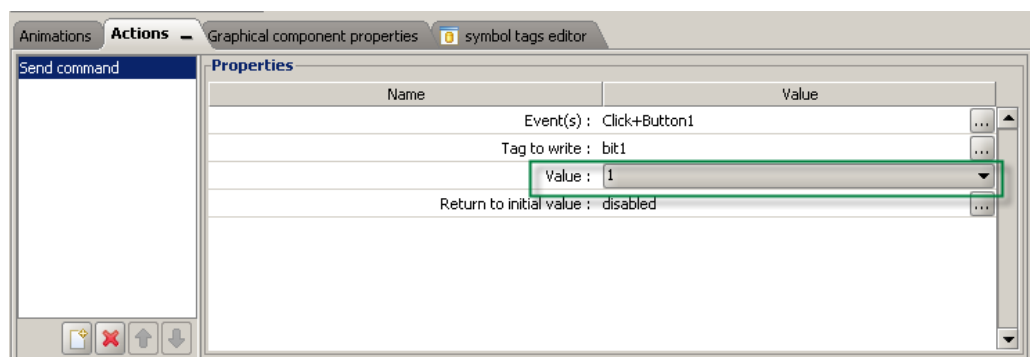 Animations Actions Graphical component properties symbol tags editor
Send command
Properties
Name Value
Event(s) : Click+Button1 ...
Tag to write : bit1 ...
Value : 1
Return to initial value : disabled ...